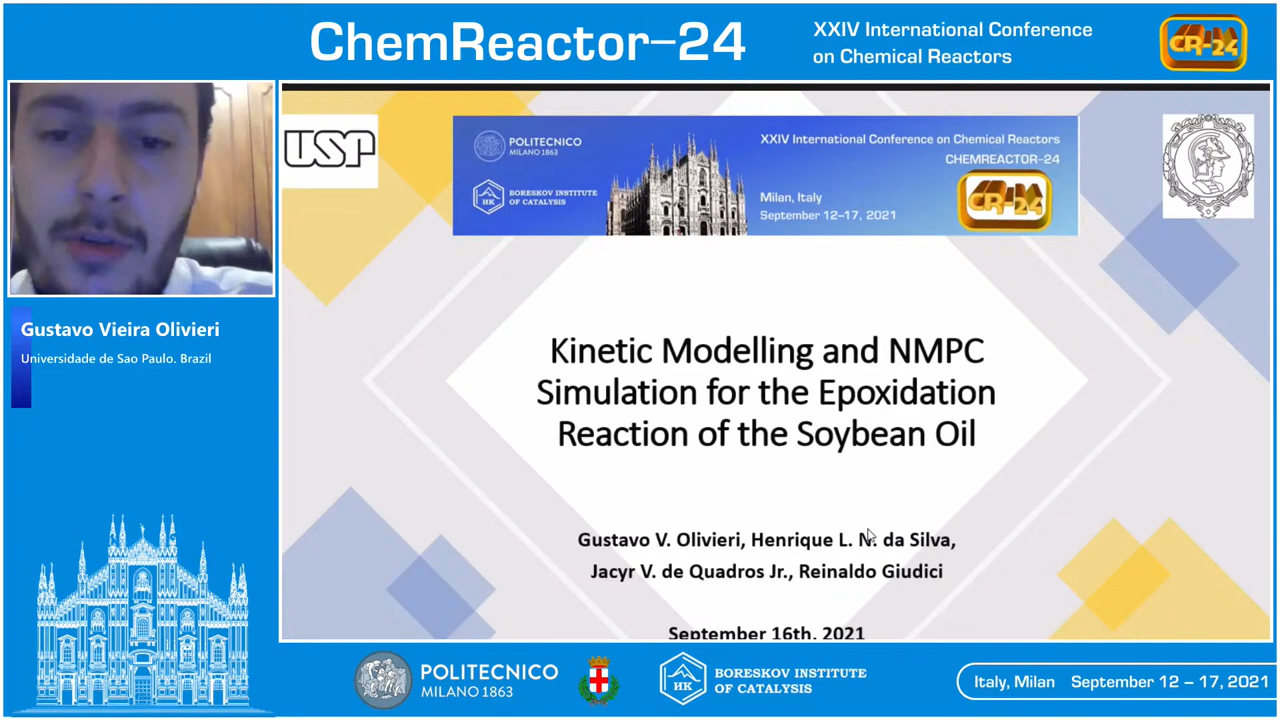 ChemReactor–24
XXIV International Conference
on Chemical Reactors
CR-24
USP
POLITECNICO
MILANO 1863
BORESKOV INSTITUTE
OF CATALYSIS
НК
XXIV International Conference on Chemical Reactors
CHEMREACTOR–24
Milan, Italy
September 12–17, 2021
CR-24
Gustavo Vieira Olivieri
Universidade de Sao Paulo. Brazil
Kinetic Modelling and NMPC
Simulation for the Epoxidation
Reaction of the Soybean Oil
Gustavo V. Olivieri, Henrique L. N. da Silva,
Jacyr V. de Quadros Jr., Reinaldo Giudici
September 16th, 2021
POLITECNICO
MILANO 1863
НК
BORESKOV INSTITUTE
OF CATALYSIS
Italy, Milan September 12 – 17, 2021